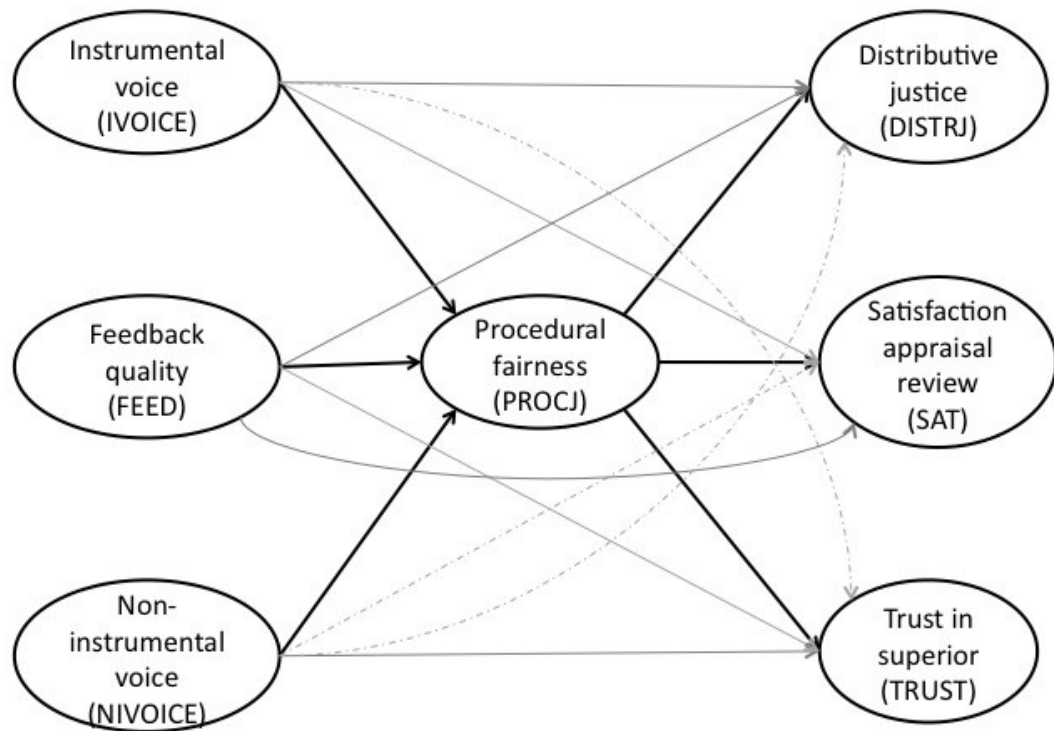 Instrumental
voice
(IVOICE)
Distributive
justice
(DISTRJ)
Feedback
quality
(FEED)
Procedural
fairness
(PROCJ)
Satisfaction
appraisal
review
(SAT)
Non-
instrumental
voice
(NIVOICE)
Trust in
superior
(TRUST)